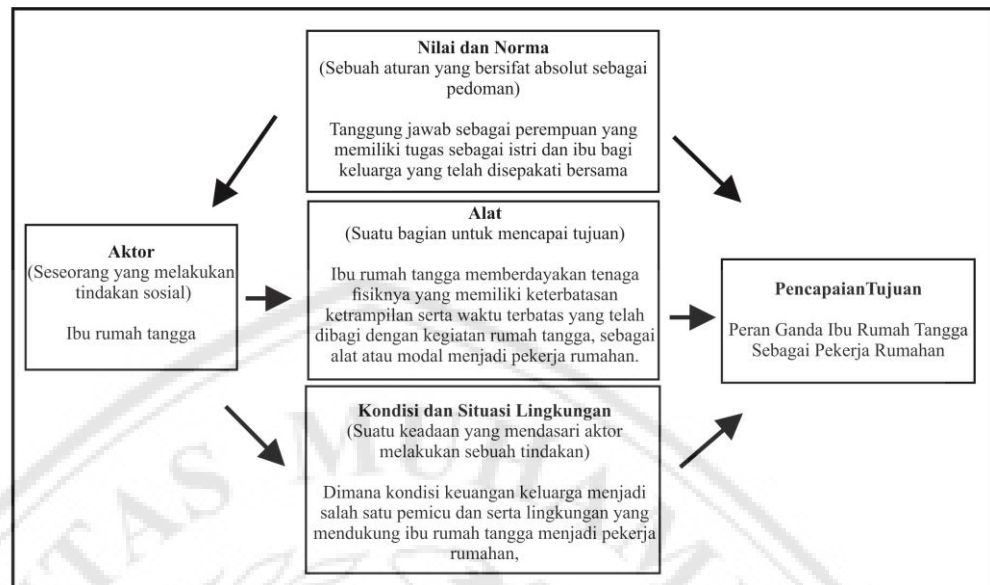 Nilai dan Norma
(Sebuah aturan yang bersifat absolut sebagai
pedoman)
Tanggung jawab sebagai perempuan yang
memiliki tugas sebagai istri dan ibu bagi
keluarga yang telah disepakati bersama
Aktor
(Seseorang yang melakukan
tindakan sosial)
Ibu rumah tangga
Alat
(Suatu bagian untuk mencapai tujuan)
Ibu rumah tangga memberdayakan tenaga
fisiknya yang memiliki keterbatasan
ketrampilan serta waktu terbatas yang telah
dibagi dengan kegiatan rumah tangga, sebagai
alat atau modal menjadi pekerja rumahan.
PencapaianTujuan
Peran Ganda Ibu Rumah Tangga
Sebagai Pekerja Rumahan
Kondisi dan Situasi Lingkungan
(Suatu keadaan yang mendasari aktor
melakukan sebuah tindakan)
Dimana kondisi keuangan keluarga menjadi
salah satu pemicu dan serta lingkungan yang
mendukung ibu rumah tangga menjadi pekerja
rumahan,
TAS MUHAM